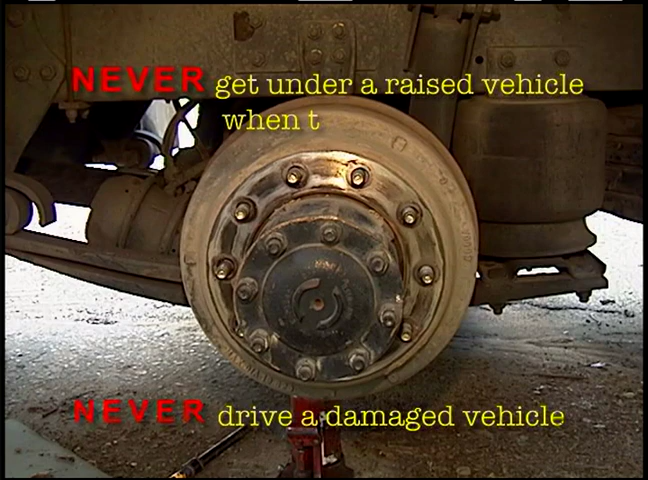 NEVER get under a raised vehicle
when t
NEVER drive a damaged vehicle